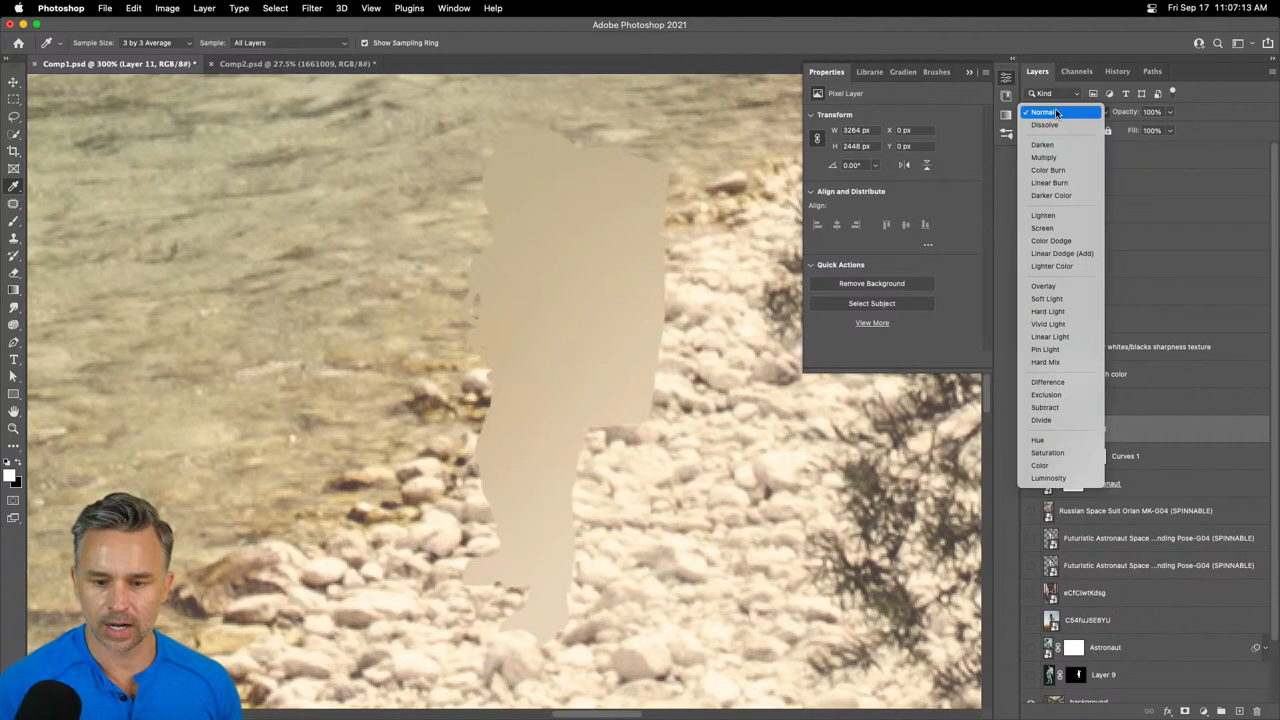 Photoshop File Edit Image Layer Type Select Filter 3D View Plugins Window Help Fri Sep 17 11:07:13 AM
Adobe Photoshop 2021
Sample Size: 3 by 3 Average Sample: All Layers Show Sampling Ring
Comp1.psd @ 300% (Layer 11, RGB/8#) * Comp2.psd @ 27.5% (1661009, RGB/8#) *
Properties Librarie Gradien Brushes
Pixel Layer
Transform
W 3264 px X 0 px
H 2448 px Y 0 px
0.00°
Align and Distribute
Align:
Quick Actions
Remove Background
Select Subject
View More
Layers Channels History Paths
Kind
Normal Opacity: 100%
Dissolve
Fill: 100%
Darken
Multiply
Color Burn
Linear Burn
Darker Color
Lighten
Screen
Color Dodge
Linear Dodge (Add)
Lighter Color
Overlay
Soft Light
Hard Light
Vivid Light
Linear Light
Pin Light
Hard Mix
Difference
Exclusion
Subtract
Divide
Hue
Saturation
Color
Luminosity
whites/blacks sharpness texture
color
Curves 1
Russian Space Suit Orlan MK-G04 (SPINNABLE)
Futuristic Astronaut Space ...nding Pose-G04 (SPINNABLE)
Futuristic Astronaut Space ...nding Pose-G04 (SPINNABLE)
eCfCiwtKdsg
C54fuJ5E8YU
Astronaut
Layer 9
background